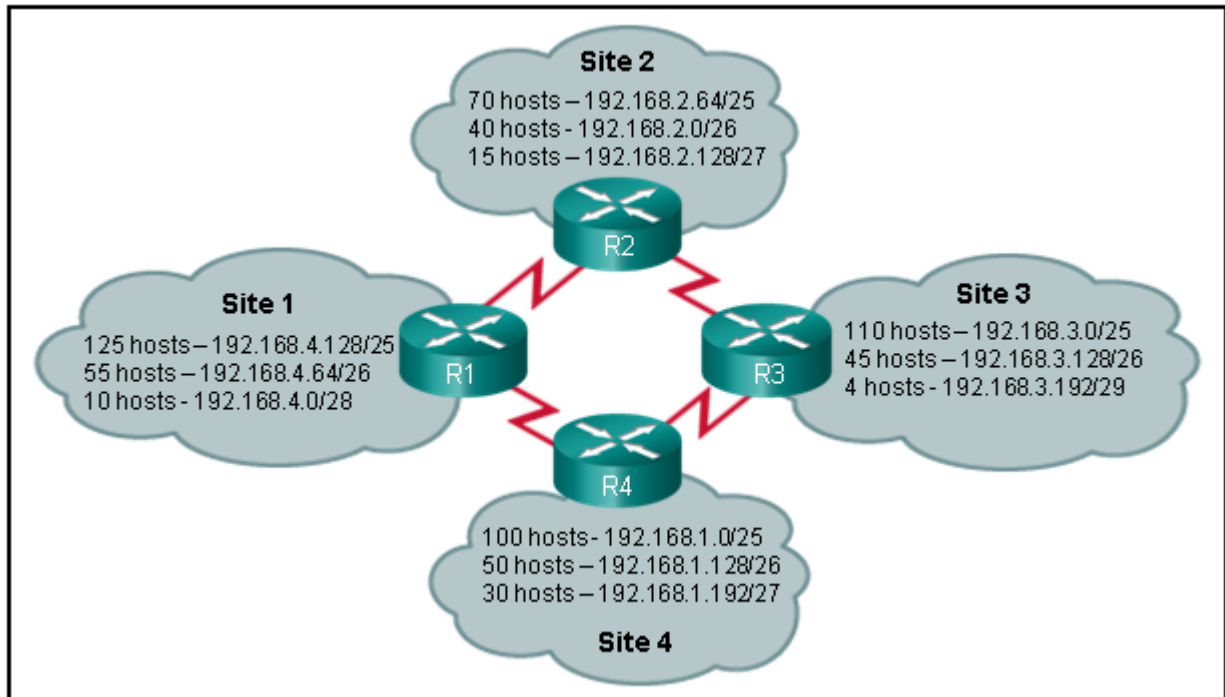 Site 2
70 hosts – 192.168.2.64/25
40 hosts - 192.168.2.0/26
15 hosts – 192.168.2.128/27
R2
Site 1
125 hosts – 192.168.4.128/25
55 hosts – 192.168.4.64/26
10 hosts - 192.168.4.0/28
R1
Site 3
110 hosts – 192.168.3.0/25
45 hosts – 192.168.3.128/26
4 hosts - 192.168.3.192/29
R3
R4
100 hosts- 192.168.1.0/25
50 hosts – 192.168.1.128/26
30 hosts – 192.168.1.192/27
Site 4